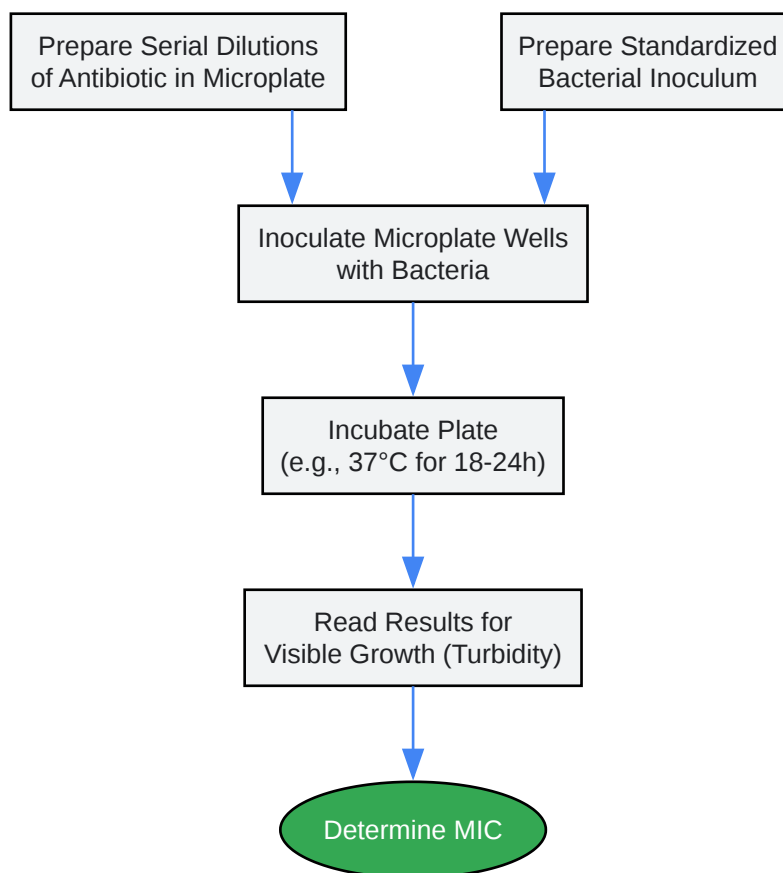 Prepare Serial Dilutions
of Antibiotic in Microplate
Prepare Standardized
Bacterial Inoculum
Inoculate Microplate Wells
with Bacteria
Incubate Plate
(e.g., 37°C for 18-24h)
Read Results for
Visible Growth (Turbidity)
Determine MIC